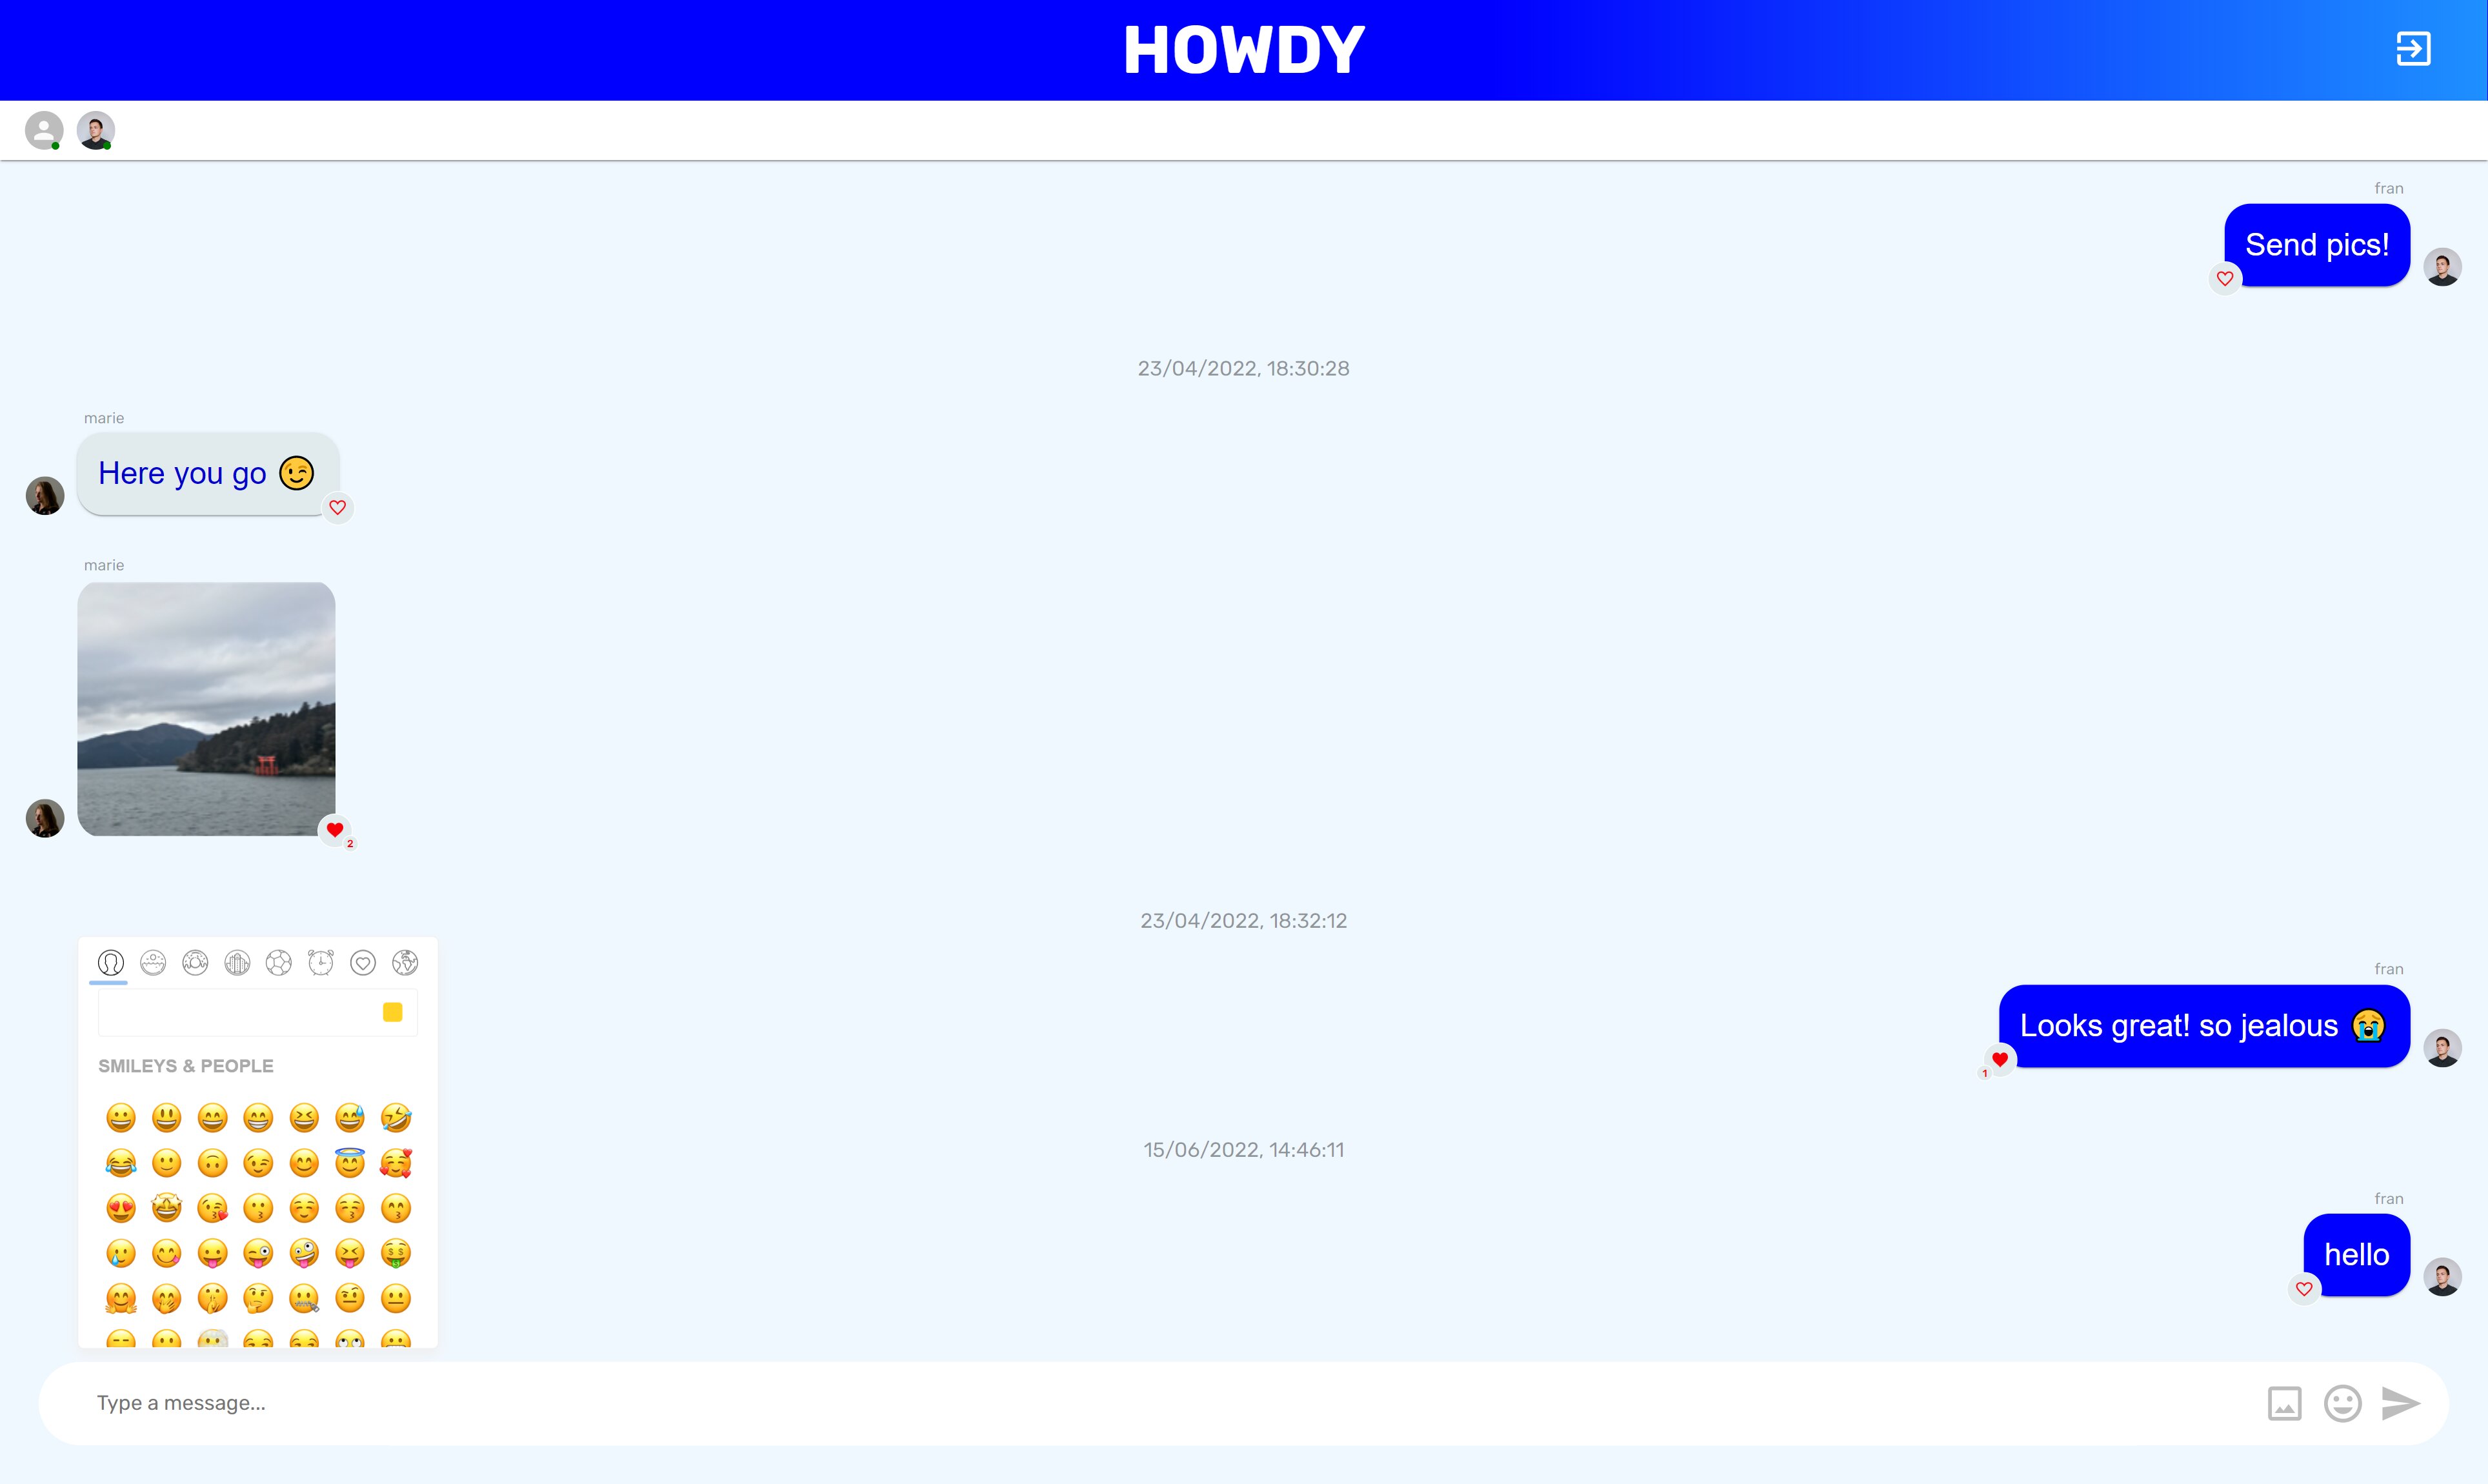 HOWDY
fran
Send pics!
23/04/2022, 18:30:28
marie
Here you go 😉
marie
2
23/04/2022, 18:32:12
fran
Looks great! so jealous 😭
1
SMILEYS & PEOPLE
15/06/2022, 14:46:11
fran
hello
Type a message...